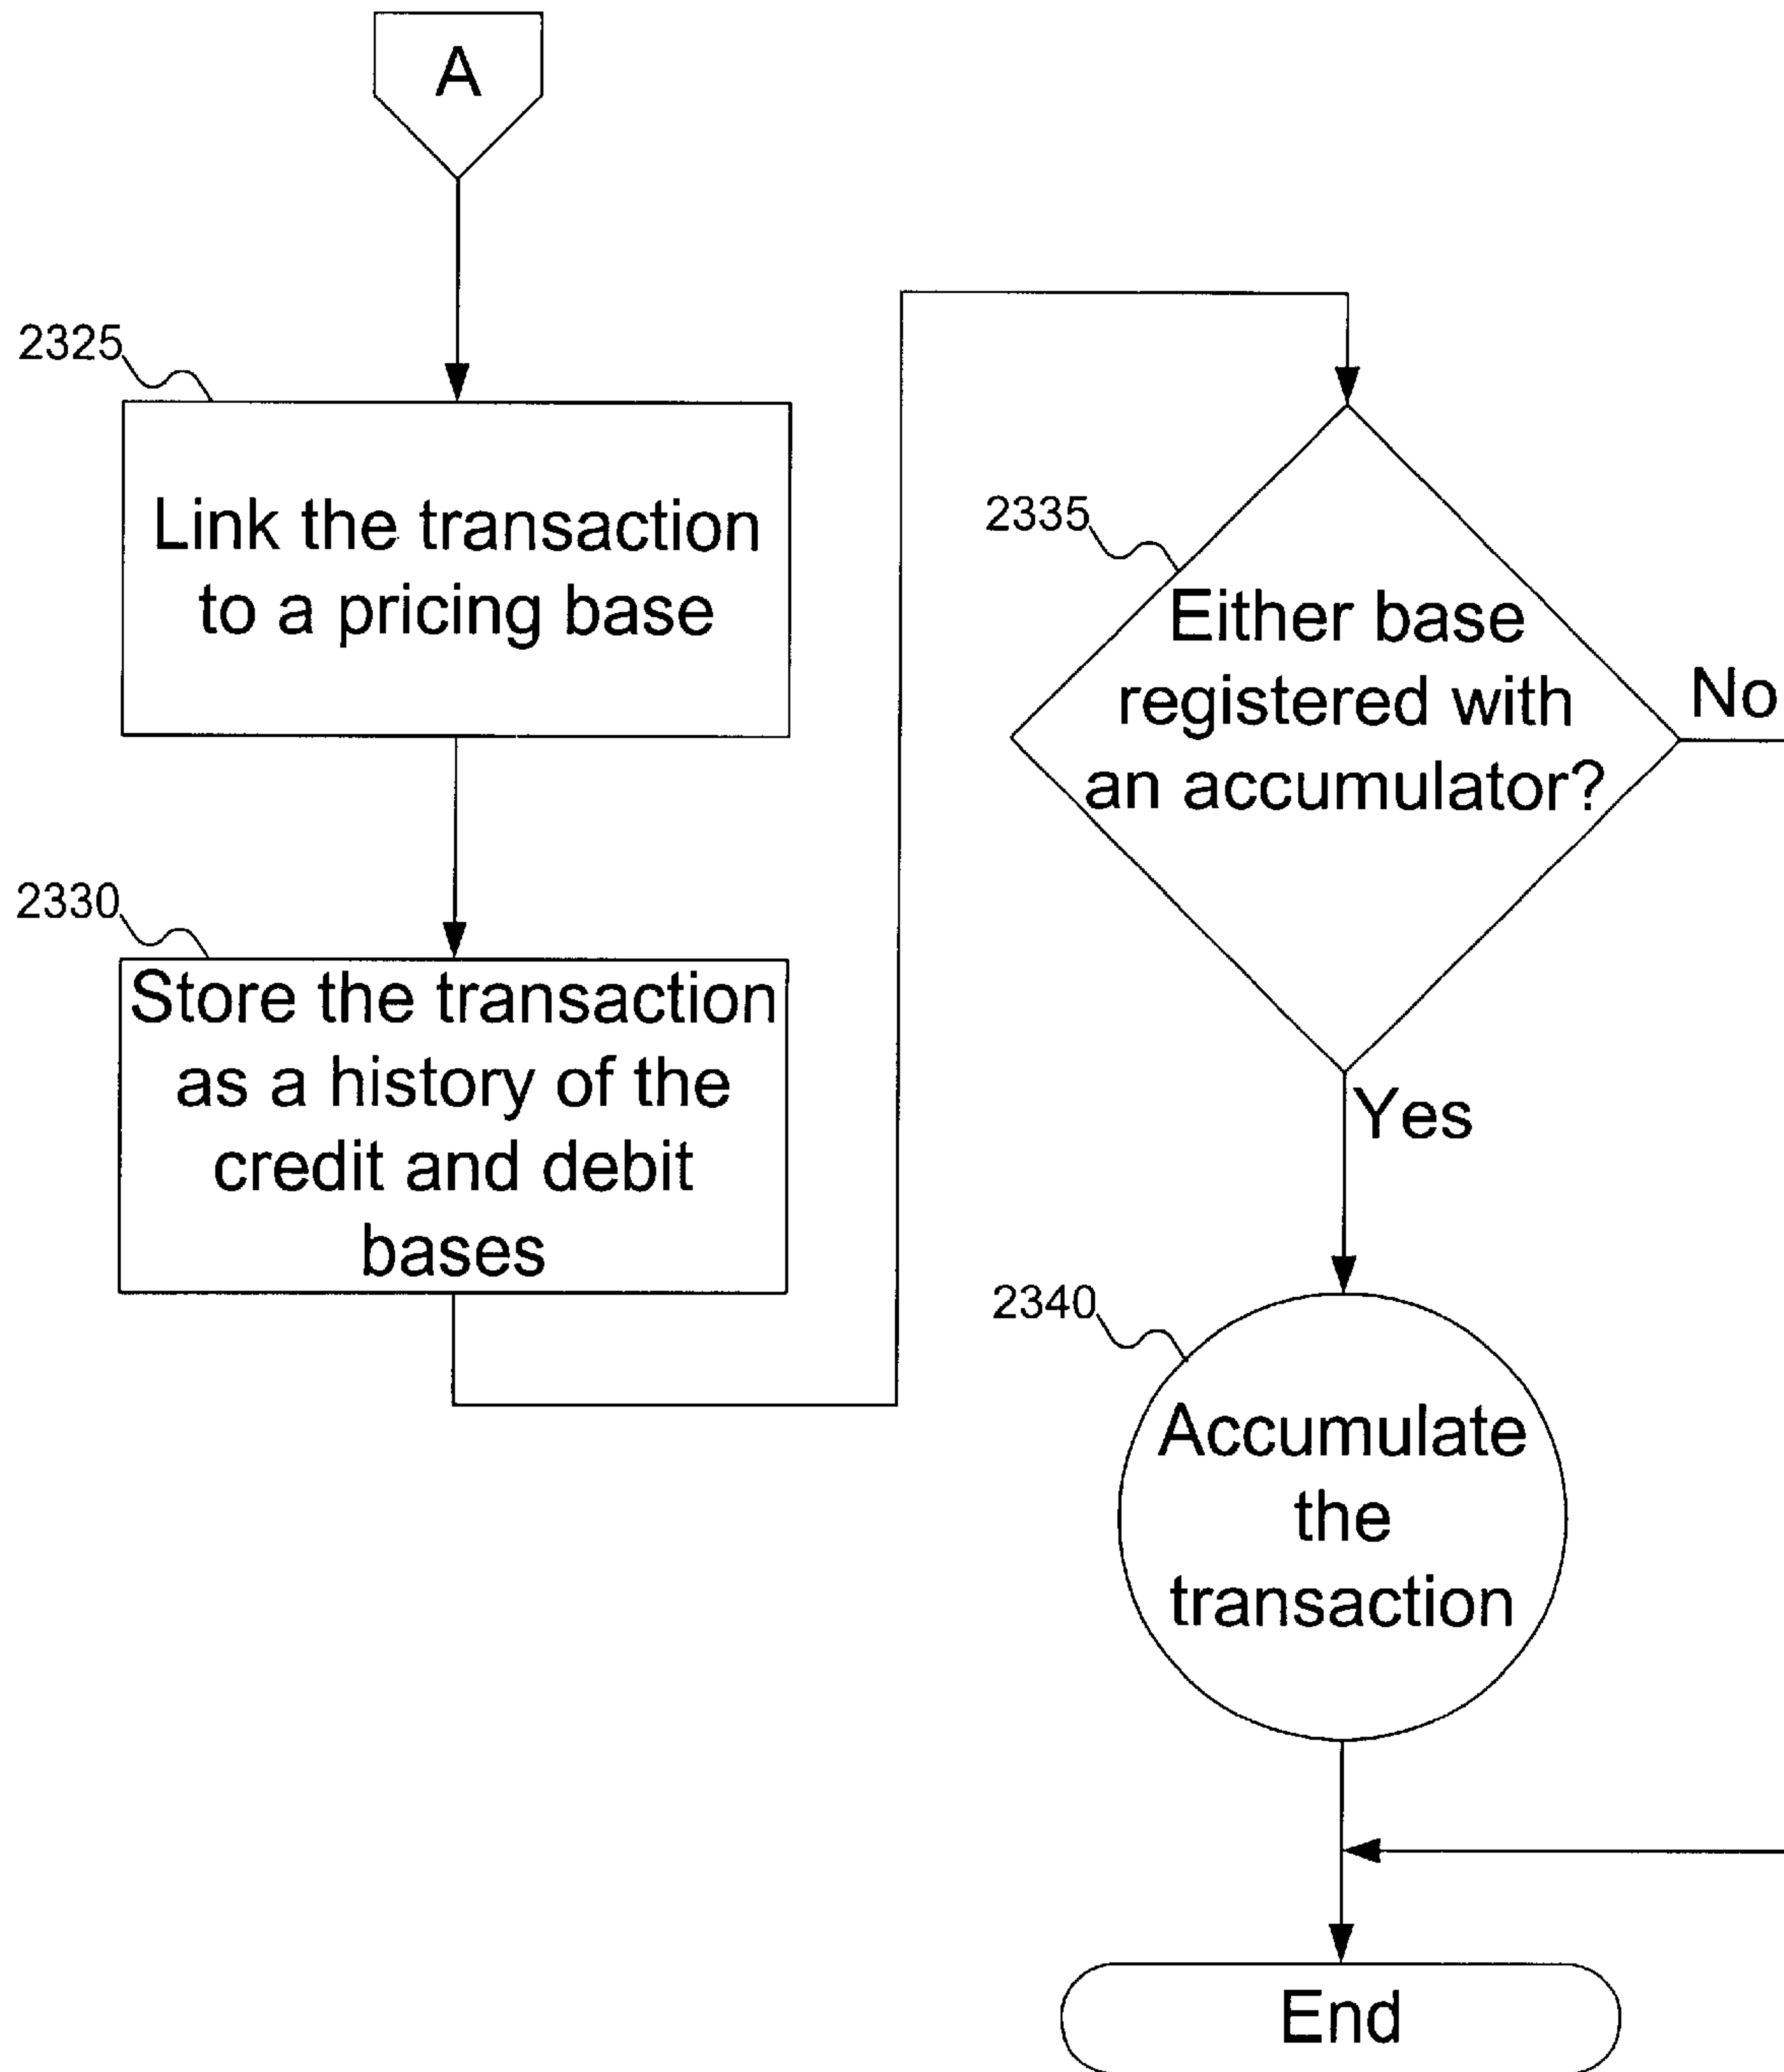 A
2325
Link the transaction
to a pricing base
2330
Store the transaction
as a history of the
credit and debit
bases
2335
Either base
registered with
an accumulator?
No
Yes
2340
Accumulate
the
transaction
End